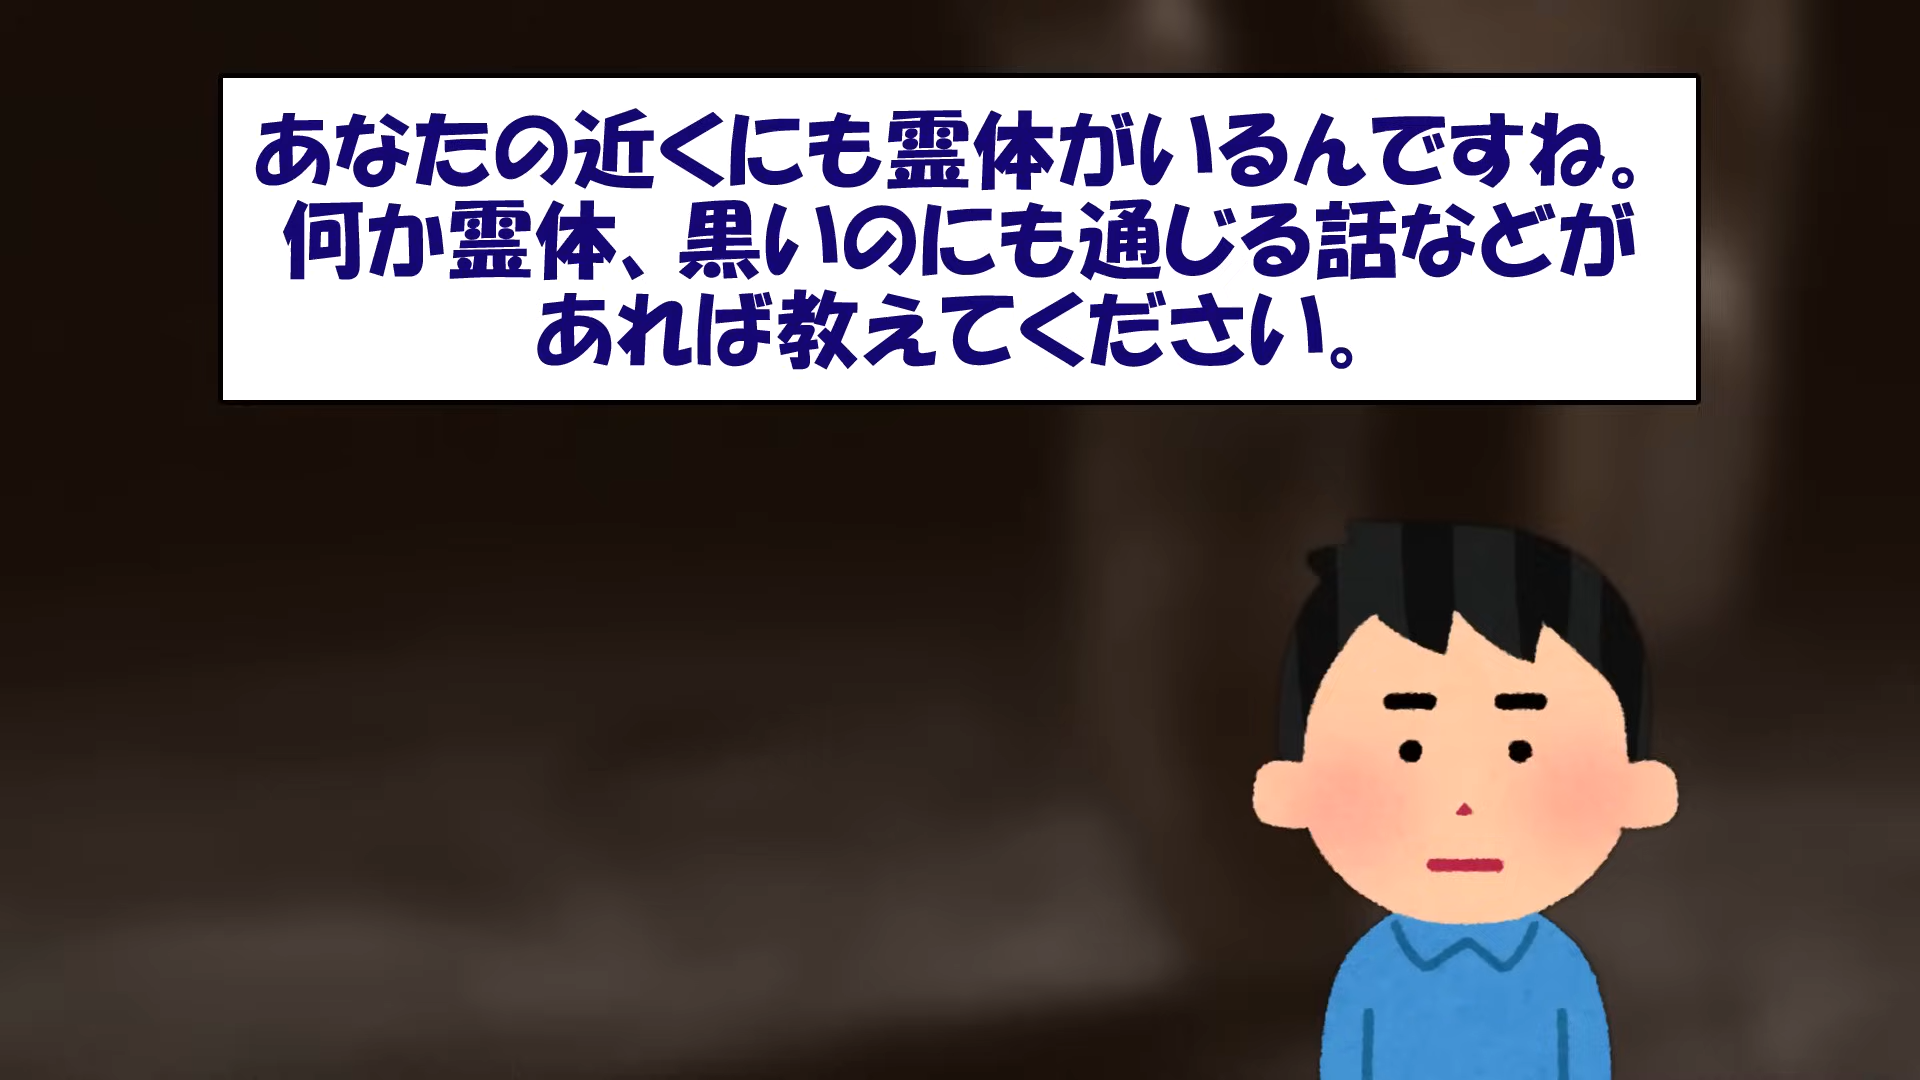 あなたの近くにも霊体がいるんですね。
何か霊体、黒いのにも通じる話などが
あれば教えてください。